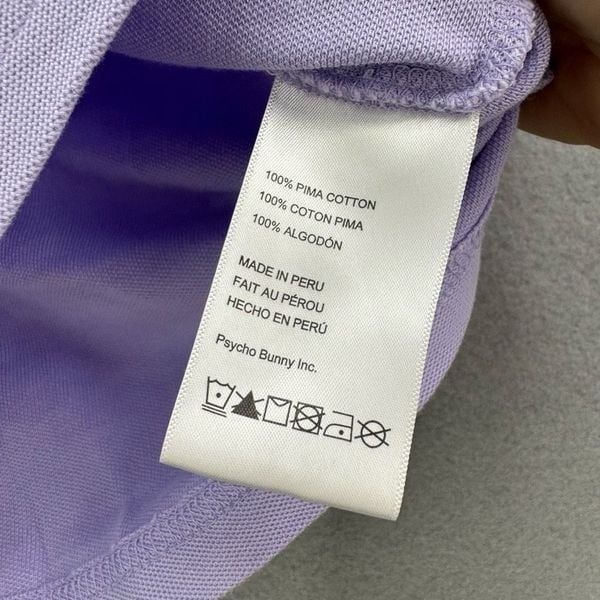 100% PIMA COTTON
100% COTON PIMA
100% ALGODÓN
MADE IN PERU
FAIT AU PÉROU
HECHO EN PERÚ
Psycho Bunny Inc.